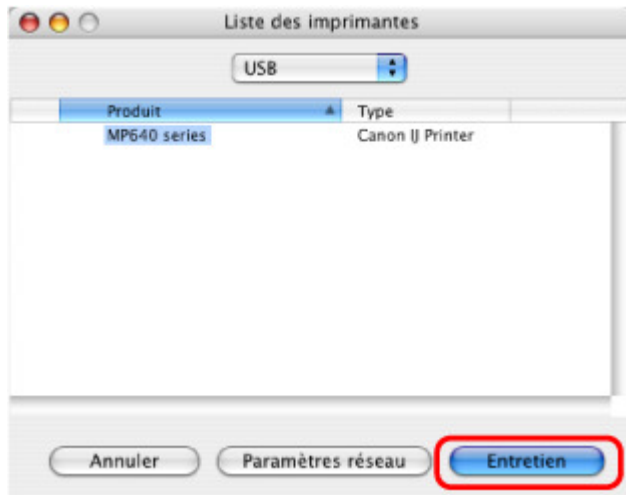 Liste des imprimantes
USB
Produit Type
MP640 series Canon IJ Printer
Annuler Paramètres réseau Entretien